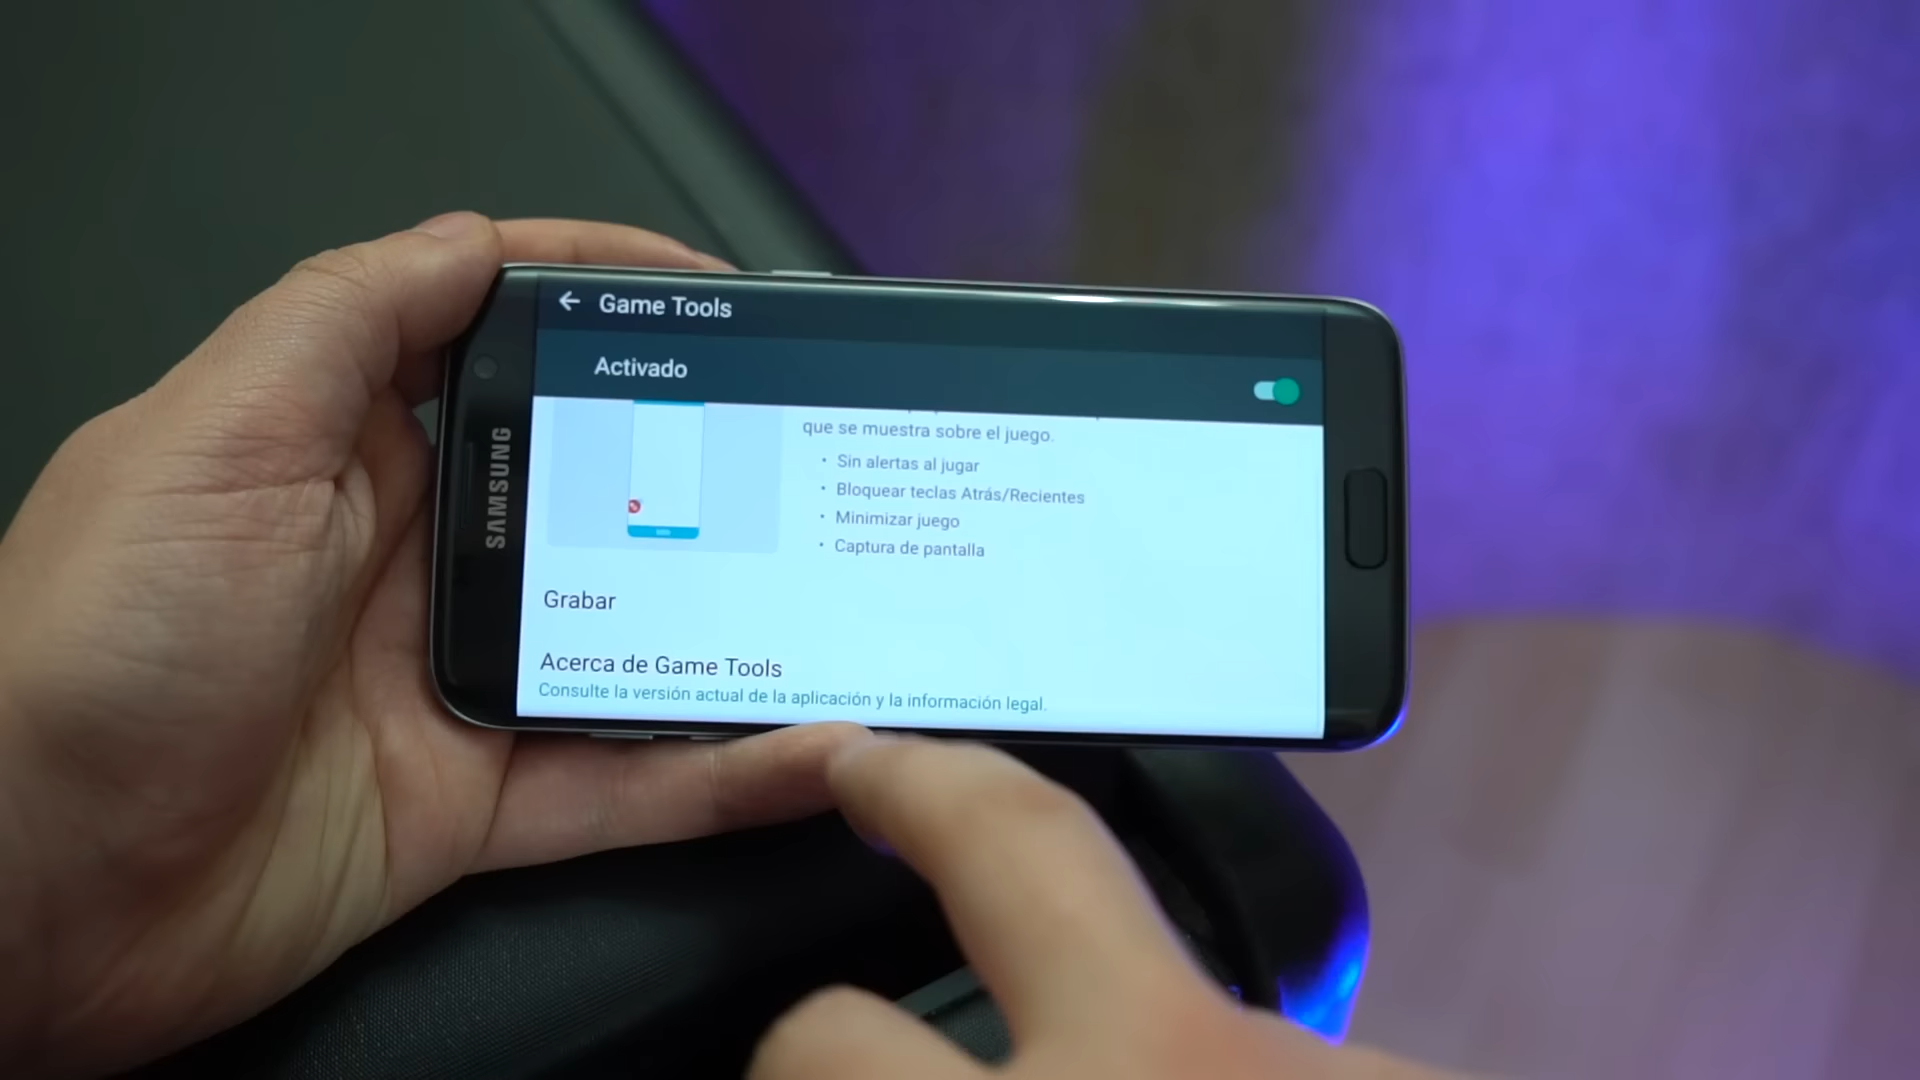 Game Tools
Activado
que se muestra sobre el juego.
• Sin alertas al jugar
• Bloquear teclas Atrás/Recientes
• Minimizar juego
• Captura de pantalla
Grabar
Acerca de Game Tools
Consulte la versión actual de la aplicación y la información legal.
SAMSUNG